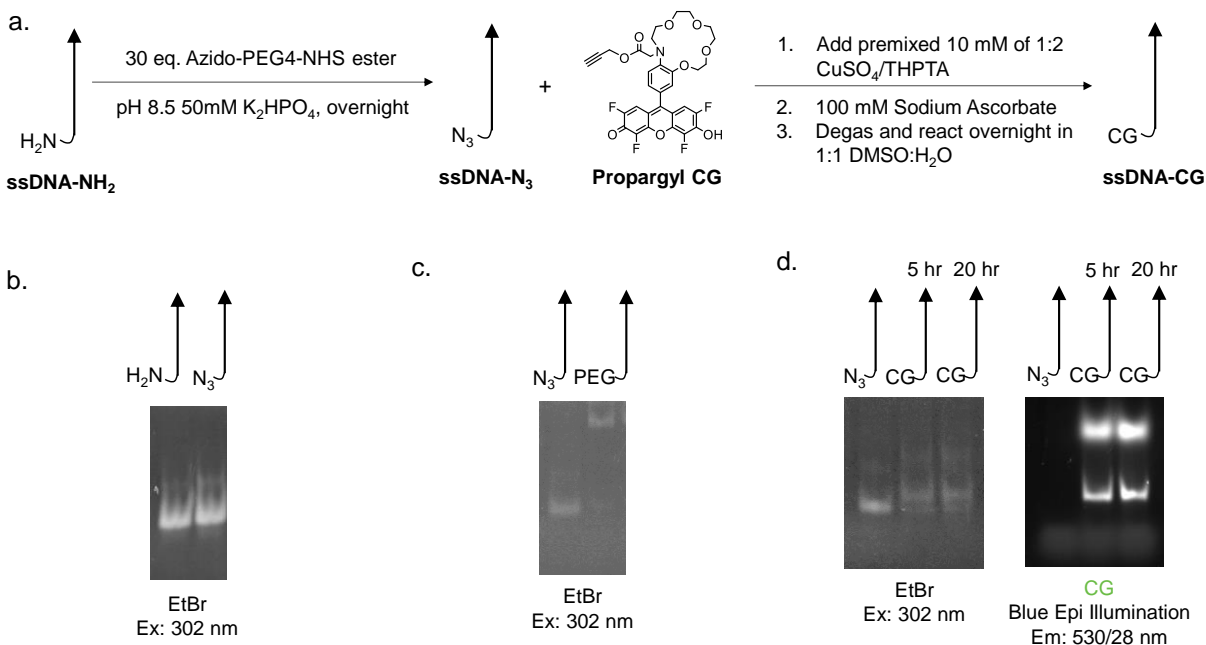 a.
30 eq. Azido-PEG4-NHS ester
pH 8.5 50mM K₂HPO₄, overnight
H₂N
ssDNA-NH₂
N₃
ssDNA-N₃
+
O
O
N
O
O
O
O
F
F
O
O
OH
F
F
Propargyl CG
1. Add premixed 10 mM of 1:2
CuSO₄/THPTA
2. 100 mM Sodium Ascorbate
3. Degas and react overnight in
1:1 DMSO:H₂O
CG
ssDNA-CG
b.
H₂N
N₃
EtBr
Ex: 302 nm
c.
N₃
PEG
EtBr
Ex: 302 nm
d.
5 hr 20 hr
N₃ CG CG
EtBr
Ex: 302 nm
5 hr 20 hr
N₃ CG CG
CG
Blue Epi Illumination
Em: 530/28 nm